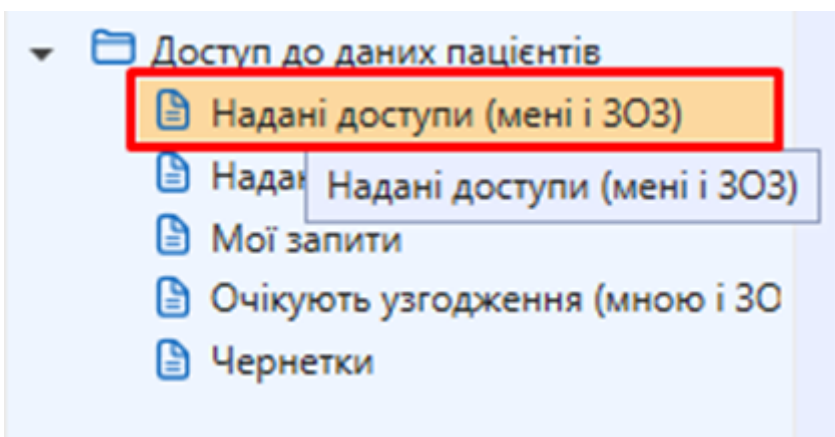 Доступ до даних пацієнтів
Надані доступи (мені і ЗОЗ)
Надані доступи (мені і ЗОЗ)
Мої запити
Очікують узгодження (мною і ЗО
Чернетки